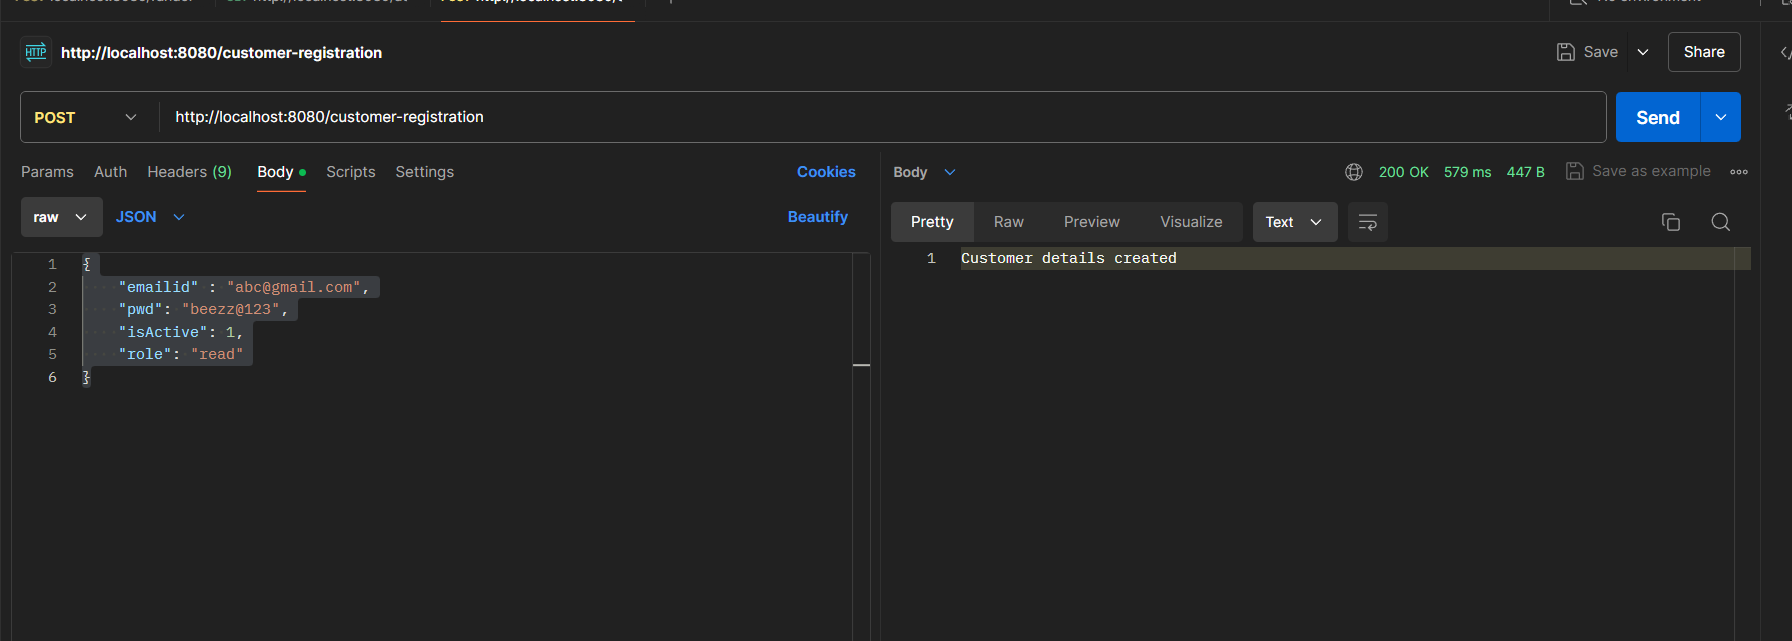 HTTP http://localhost:8080/customer-registration
Save Share
POST http://localhost:8080/customer-registration Send
Params Auth Headers (9) Body Scripts Settings Cookies
raw JSON Beautify
1 {
2 "emailid" : "abc@gmail.com",
3 "pwd": "beezz@123",
4 "isActive": 1,
5 "role": "read"
6 }
Body 200 OK 579 ms 447 B Save as example
Pretty Raw Preview Visualize Text
1 Customer details created